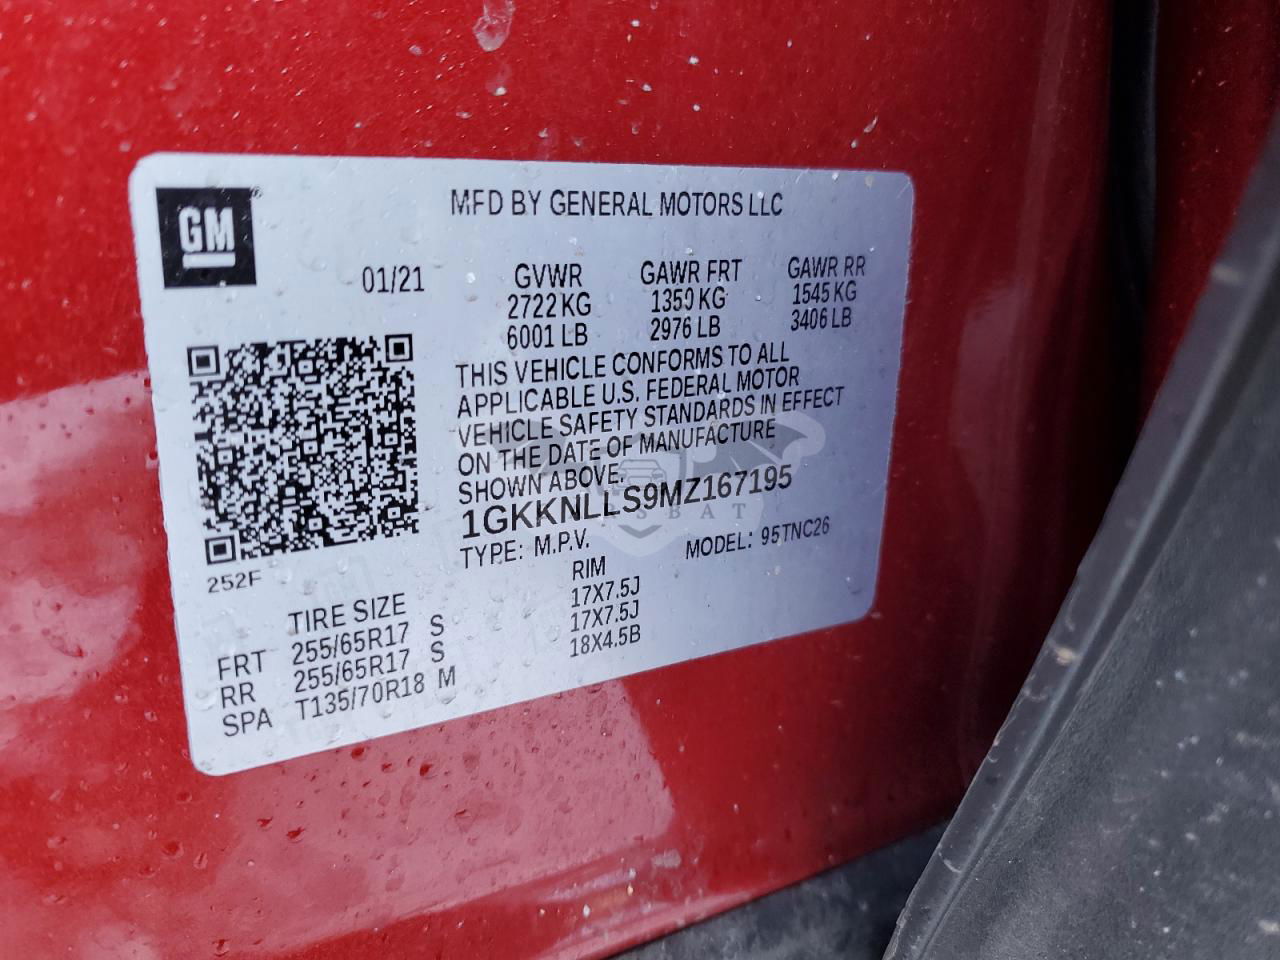 GM
MFD BY GENERAL MOTORS LLC
01/21
GVWR GAWR FRT GAWR RR
2722 KG 1350 KG 1545 KG
6001 LB 2976 LB 3406 LB
THIS VEHICLE CONFORMS TO ALL
APPLICABLE U.S. FEDERAL MOTOR
VEHICLE SAFETY STANDARDS IN EFFECT
ON THE DATE OF MANUFACTURE
SHOWN ABOVE.
1GKKNLLS9MZ167195
TYPE: M.P.V. MODEL: 95TNC26
252F
TIRE SIZE RIM
FRT 255/65R17 S 17X7.5J
RR 255/65R17 S 17X7.5J
SPA T135/70R18 M 18X4.5B